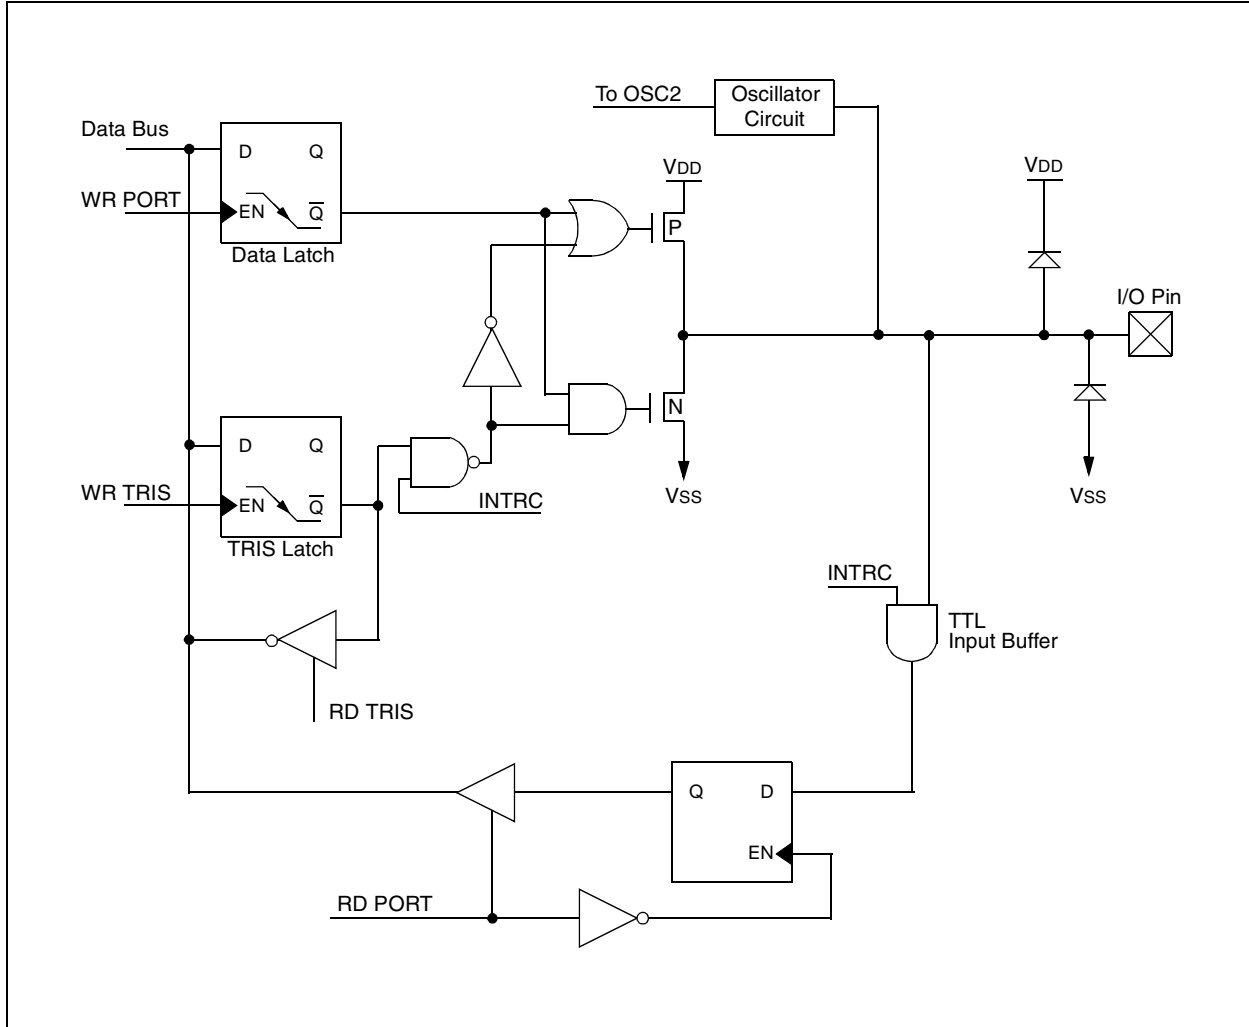 To OSC2
Oscillator
Circuit
Data Bus
D Q
VDD
VDD
WR PORT
EN Q̅
P
Data Latch
I/O Pin
N
D Q
WR TRIS
EN Q̅
INTRC
VSS
VSS
TRIS Latch
INTRC
TTL
Input Buffer
RD TRIS
Q D
EN
RD PORT